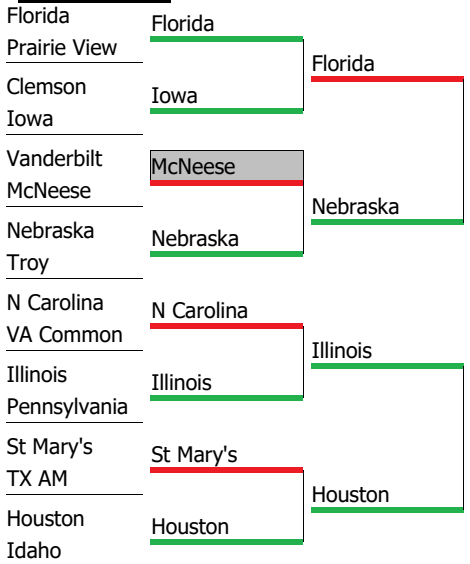 Florida
Prairie View
Clemson
Iowa
Vanderbilt
McNeese
Nebraska
Troy
N Carolina
VA Common
Illinois
Pennsylvania
St Mary's
TX AM
Houston
Idaho
Florida
Iowa
McNeese
Nebraska
N Carolina
Illinois
St Mary's
Houston
Florida
Nebraska
Illinois
Houston